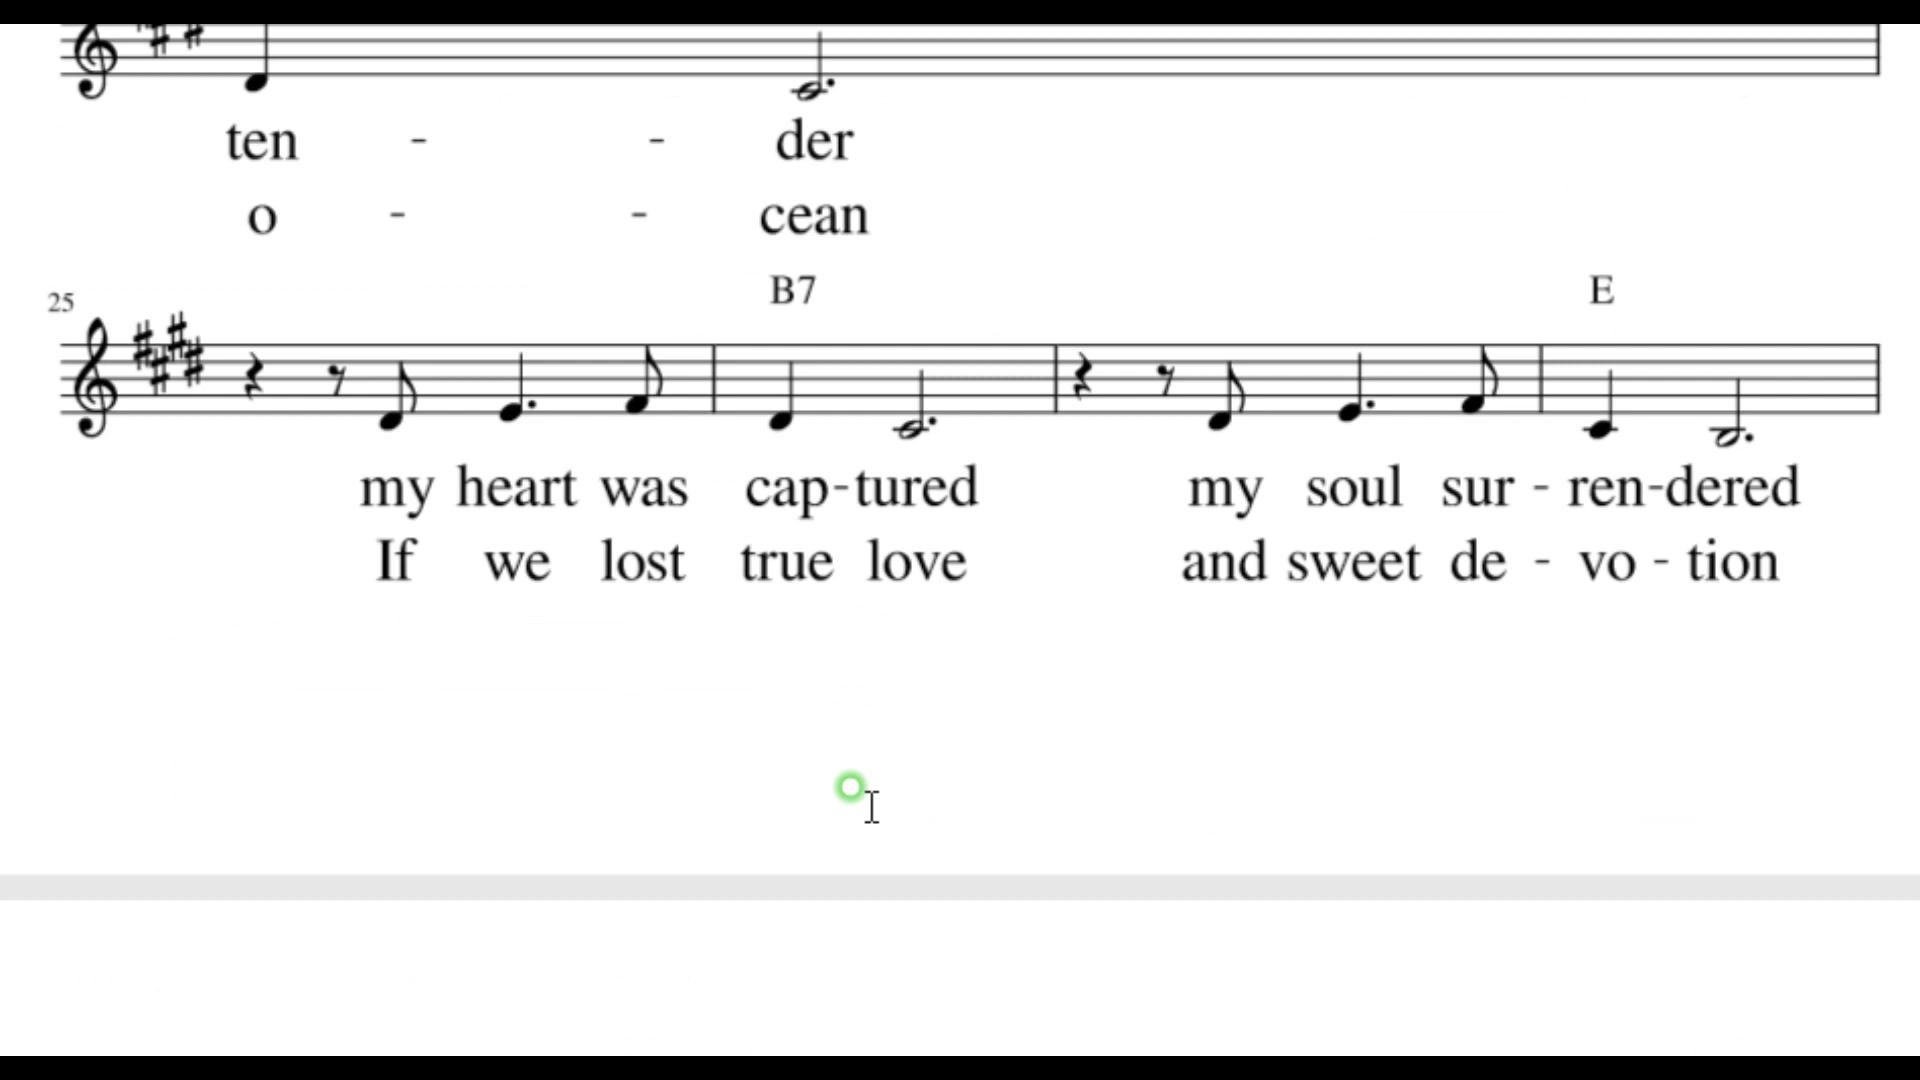 ten - - der
o - - cean
B7 E
25
my heart was cap-tured my soul sur - ren-dered
If we lost true love and sweet de - vo - tion